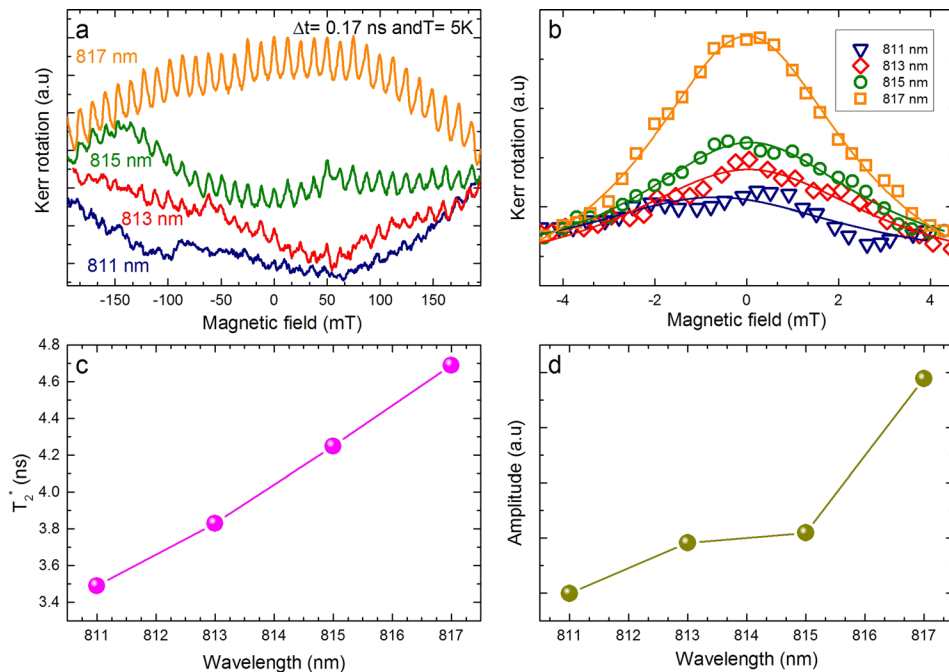 a
Δt= 0.17 ns andT= 5K
817 nm
815 nm
813 nm
811 nm
Kerr rotation (a.u)
-150 -100 -50 0 50 100 150
Magnetic field (mT)
b
811 nm
813 nm
815 nm
817 nm
Kerr rotation (a.u)
-4 -2 0 2 4
Magnetic field (mT)
c
4.8
4.6
4.4
4.2
4.0
3.8
3.6
3.4
T2* (ns)
811 812 813 814 815 816 817
Wavelength (nm)
d
Amplitude (a.u)
811 812 813 814 815 816 817
Wavelength (nm)